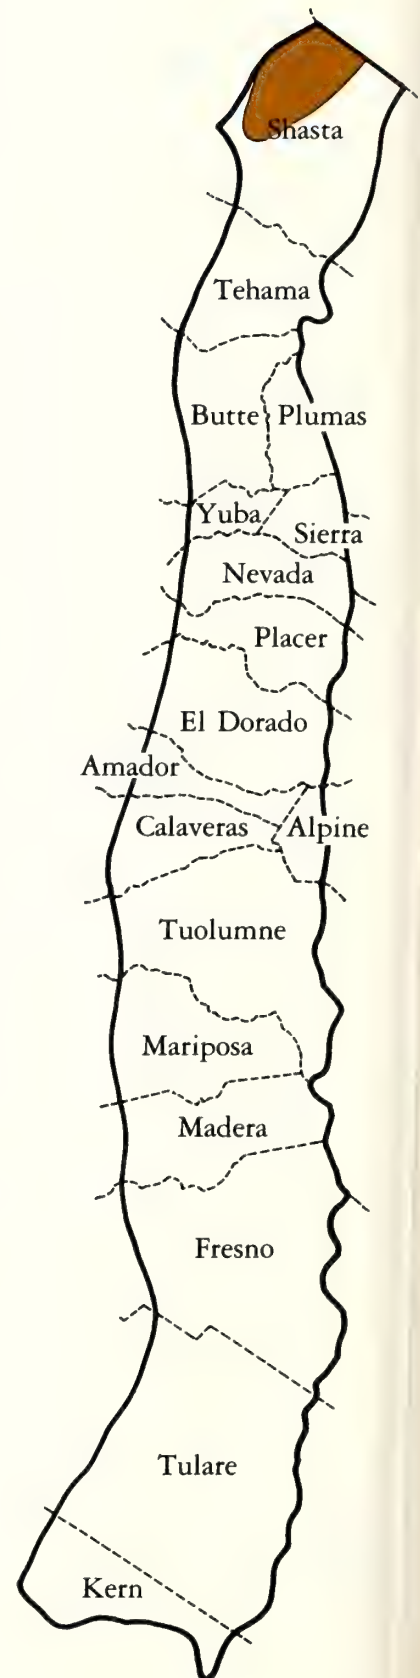 Shasta
Tehama
Butte Plumas
Yuba
Sierra
Nevada
Placer
El Dorado
Amador
Calaveras Alpine
Tuolumne
Mariposa
Madera
Fresno
Tulare
Kern